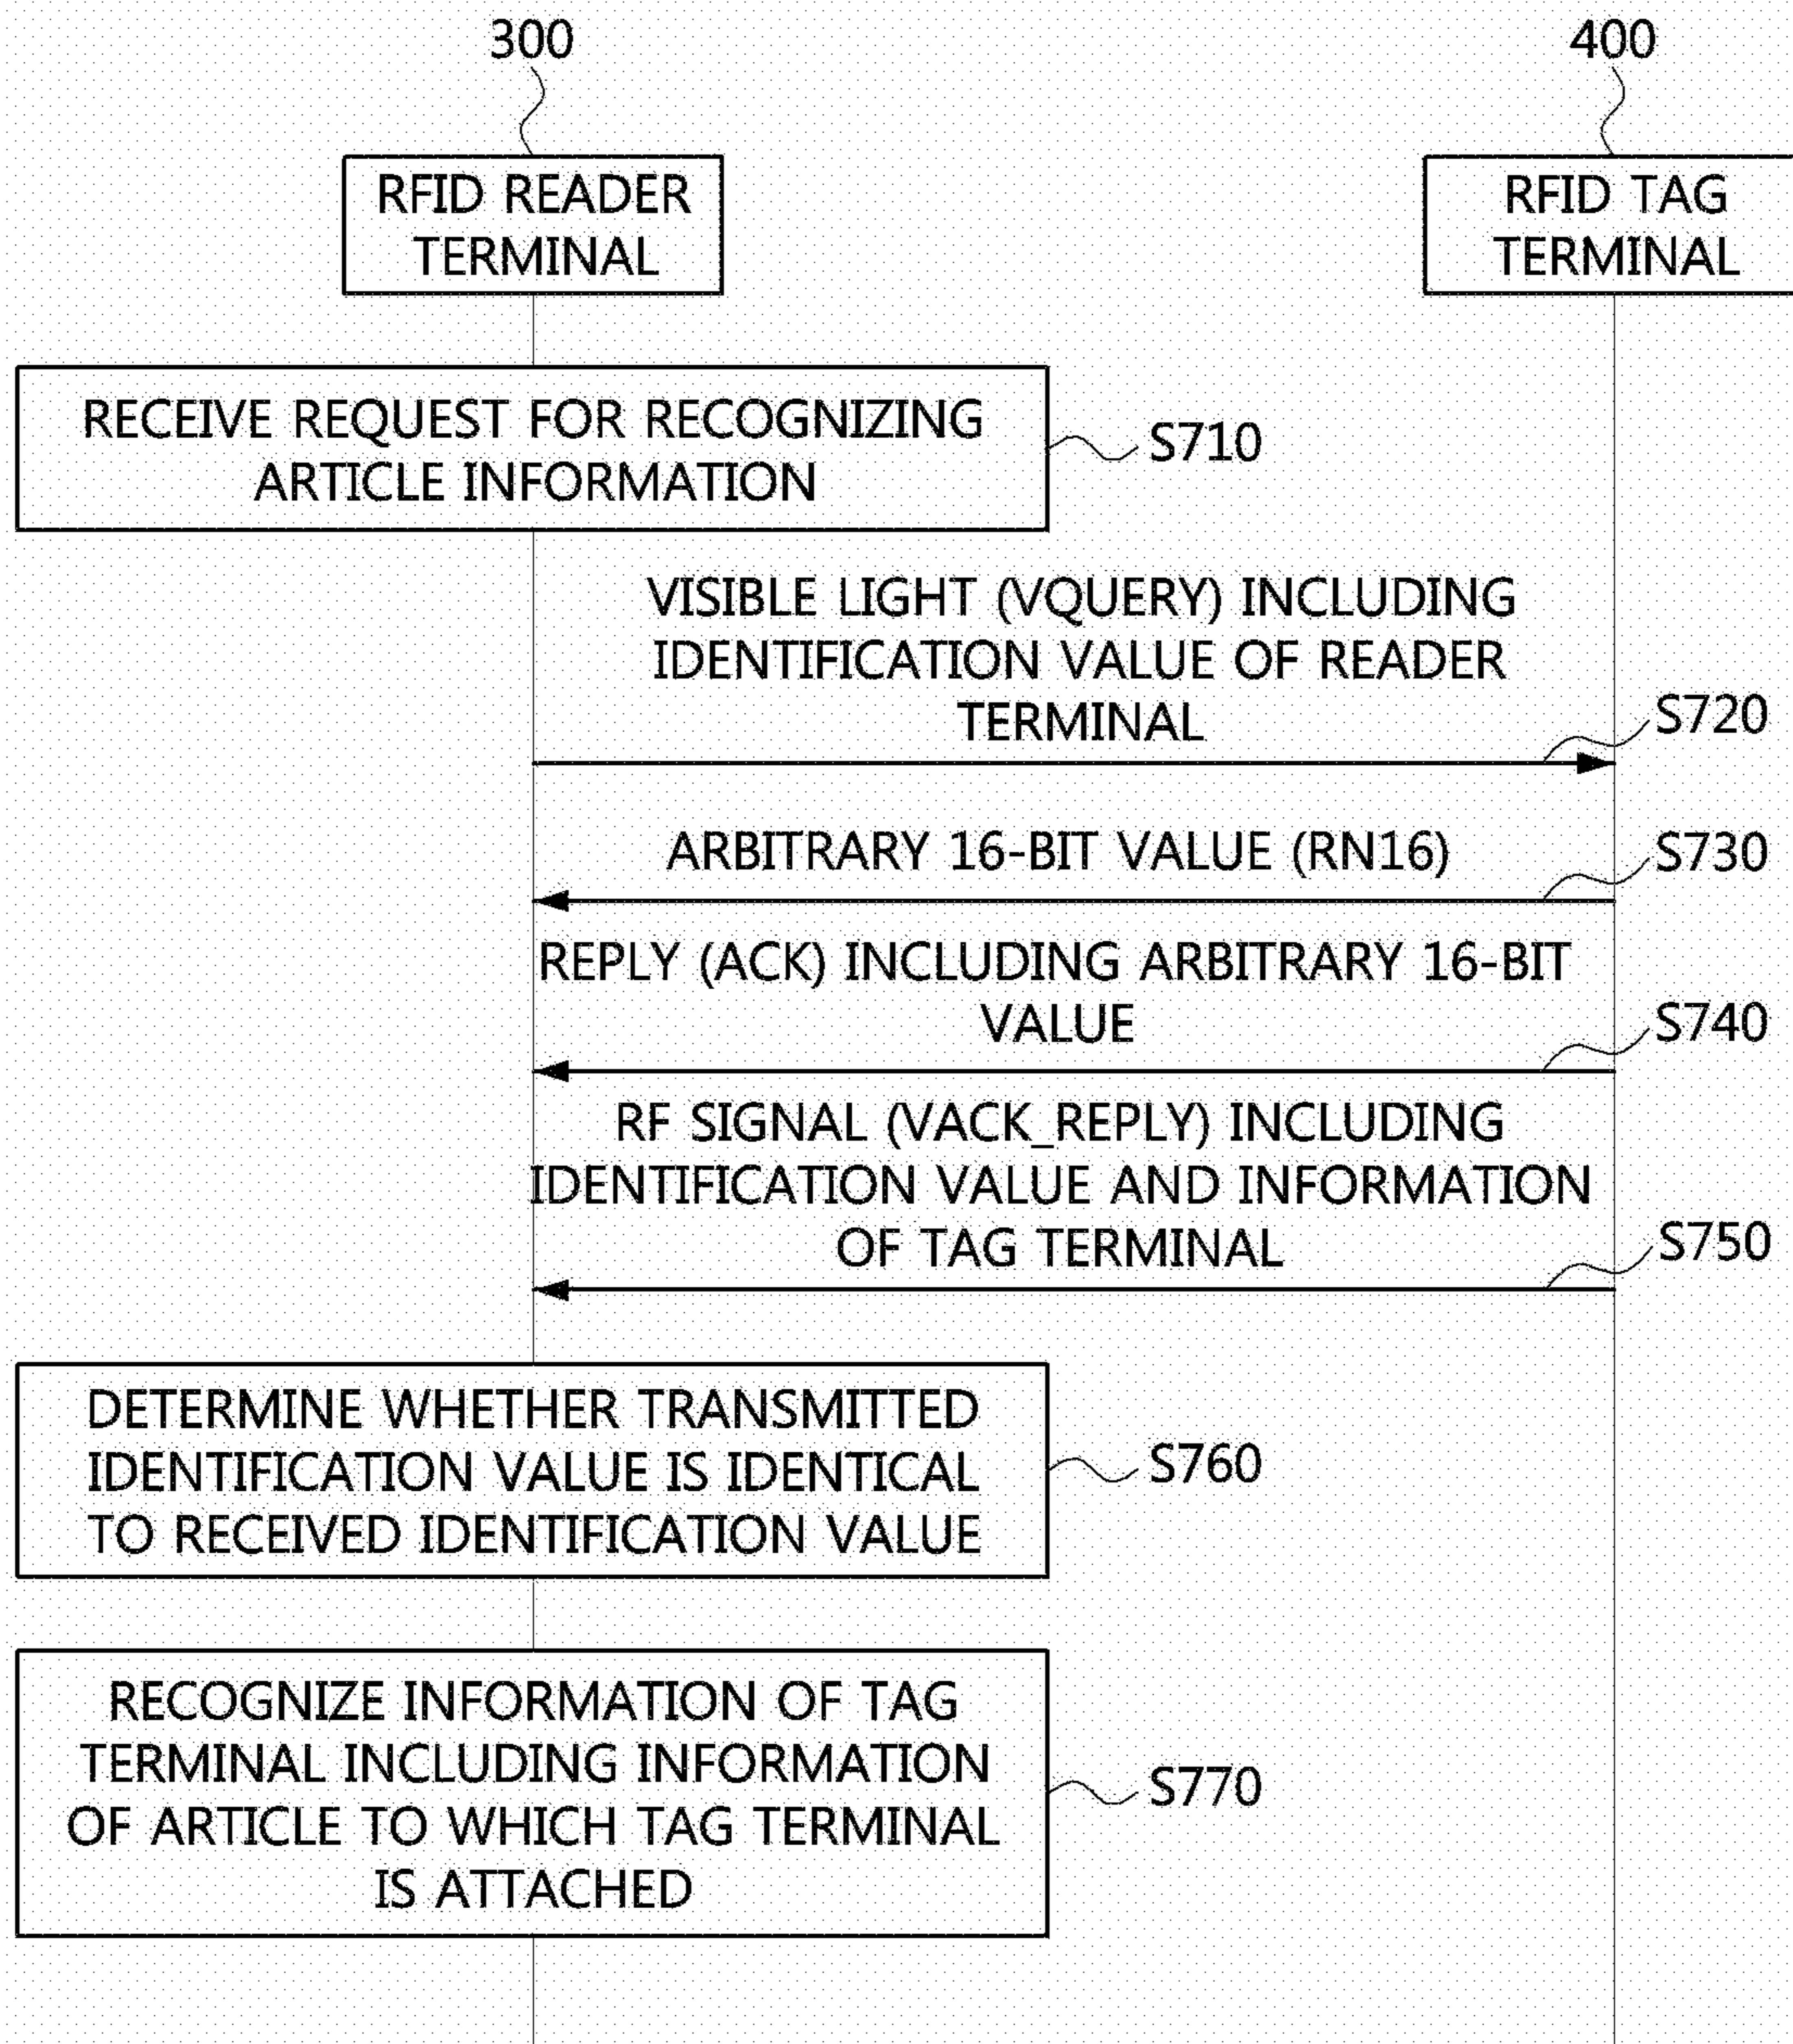 300
400
RFID READER
TERMINAL
RFID TAG
TERMINAL
RECEIVE REQUEST FOR RECOGNIZING
ARTICLE INFORMATION
S710
VISIBLE LIGHT (VQUERY) INCLUDING
IDENTIFICATION VALUE OF READER
TERMINAL
S720
ARBITRARY 16-BIT VALUE (RN16)
S730
REPLY (ACK) INCLUDING ARBITRARY 16-BIT
VALUE
S740
RF SIGNAL (VACK_REPLY) INCLUDING
IDENTIFICATION VALUE AND INFORMATION
OF TAG TERMINAL
S750
DETERMINE WHETHER TRANSMITTED
IDENTIFICATION VALUE IS IDENTICAL
TO RECEIVED IDENTIFICATION VALUE
S760
RECOGNIZE INFORMATION OF TAG
TERMINAL INCLUDING INFORMATION
OF ARTICLE TO WHICH TAG TERMINAL
IS ATTACHED
S770